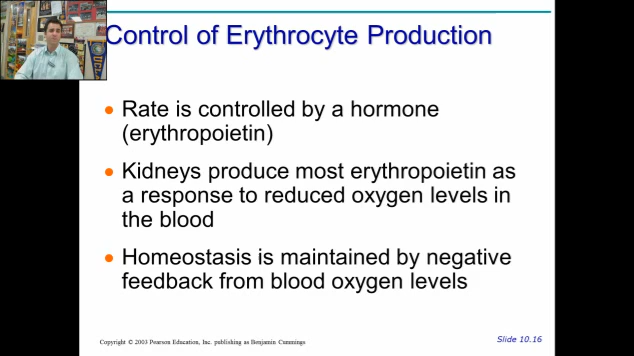 Control of Erythrocyte Production
UCLA
● Rate is controlled by a hormone
(erythropoietin)
● Kidneys produce most erythropoietin as
a response to reduced oxygen levels in
the blood
● Homeostasis is maintained by negative
feedback from blood oxygen levels
Copyright © 2003 Pearson Education, Inc. publishing as Benjamin Cummings
Slide 10.16